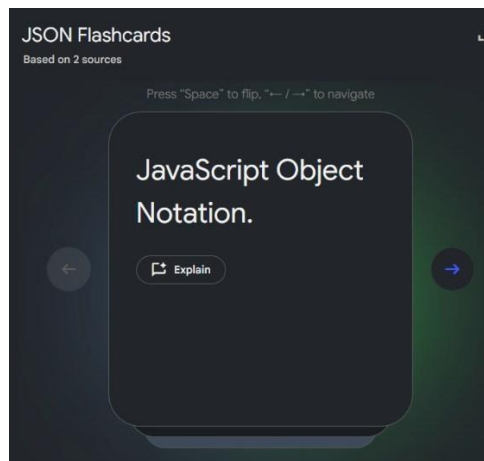 JSON Flashcards
Based on 2 sources
Press "Space" to flip, "← / →" to navigate
JavaScript Object
Notation.
Explain